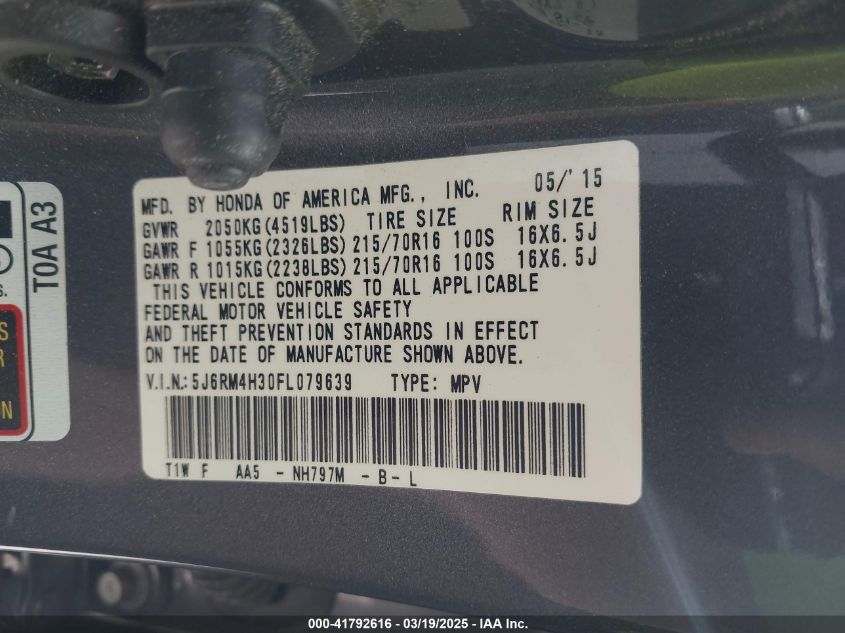 MFD. BY HONDA OF AMERICA MFG., INC. 05/'15
GVWR 2050KG(4519LBS) TIRE SIZE RIM SIZE
GAWR F 1055KG(2326LBS) 215/70R16 100S 16X6.5J
GAWR R 1015KG(2238LBS) 215/70R16 100S 16X6.5J
THIS VEHICLE CONFORMS TO ALL APPLICABLE
FEDERAL MOTOR VEHICLE SAFETY
AND THEFT PREVENTION STANDARDS IN EFFECT
ON THE DATE OF MANUFACTURE SHOWN ABOVE.
V.I.N.: 5J6RM4H30FL079639 TYPE: MPV
T1W F AA5 - NH797M - B - L
TOA A3
000-41792616 - 03/19/2025 - IAA Inc.